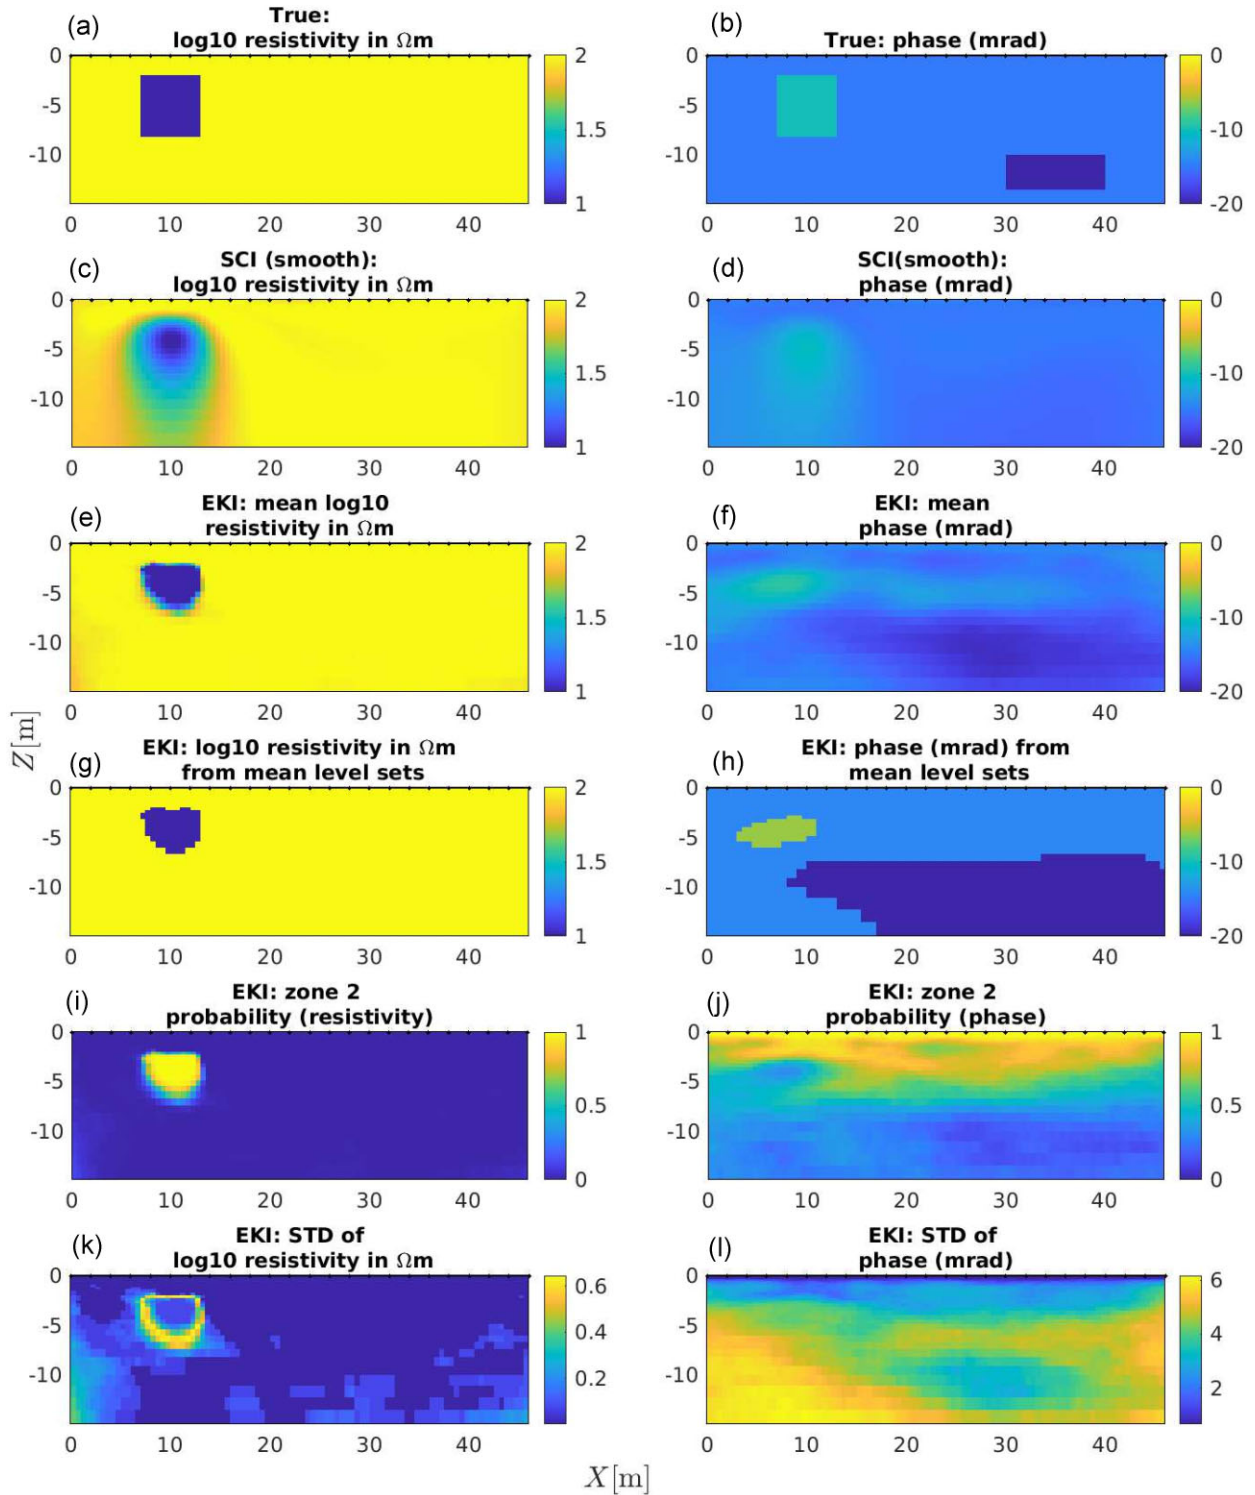 (a)
True:
log10 resistivity in Ωm
(b)
True: phase (mrad)
0
-5
-10
0 10 20 30 40
2
1.5
1
0
-5
-10
0 10 20 30 40
0
-10
-20
(c)
SCI (smooth):
log10 resistivity in Ωm
(d)
SCI(smooth):
phase (mrad)
0
-5
-10
0 10 20 30 40
2
1.5
1
0
-5
-10
0 10 20 30 40
0
-10
-20
(e)
EKI: mean log10
resistivity in Ωm
(f)
EKI: mean
phase (mrad)
0
-5
-10
0 10 20 30 40
2
1.5
1
0
-5
-10
0 10 20 30 40
0
-10
-20
Z[m]
(g)
EKI: log10 resistivity in Ωm
from mean level sets
(h)
EKI: phase (mrad) from
mean level sets
0
-5
-10
0 10 20 30 40
2
1.5
1
0
-5
-10
0 10 20 30 40
0
-10
-20
(i)
EKI: zone 2
probability (resistivity)
(j)
EKI: zone 2
probability (phase)
0
-5
-10
0 10 20 30 40
1
0.5
0
0
-5
-10
0 10 20 30 40
1
0.5
0
(k)
EKI: STD of
log10 resistivity in Ωm
(l)
EKI: STD of
phase (mrad)
0
-5
-10
0 10 20 30 40
0.6
0.4
0.2
0
-5
-10
0 10 20 30 40
6
4
2
X[m]